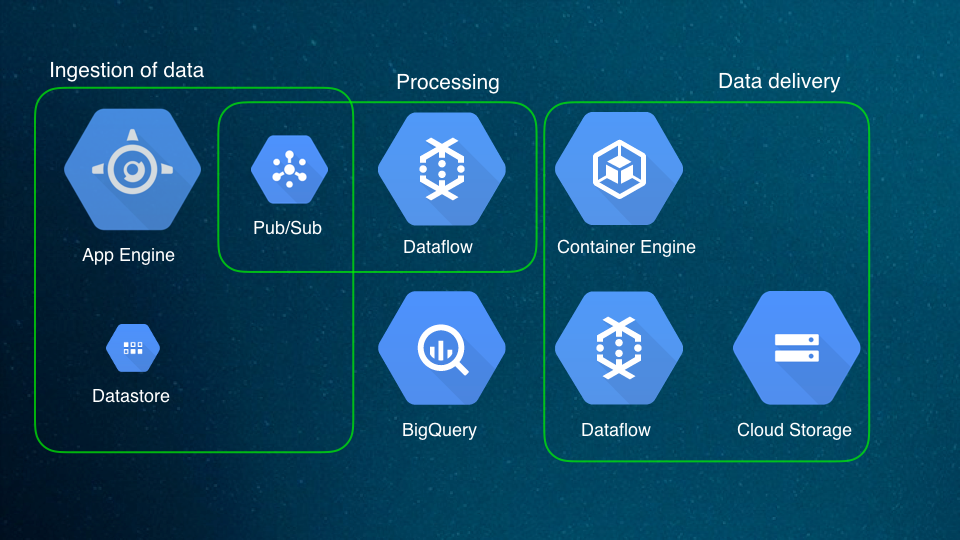 Ingestion of data
Processing
Data delivery
App Engine
Pub/Sub
Dataflow
Container Engine
Datastore
BigQuery
Dataflow
Cloud Storage